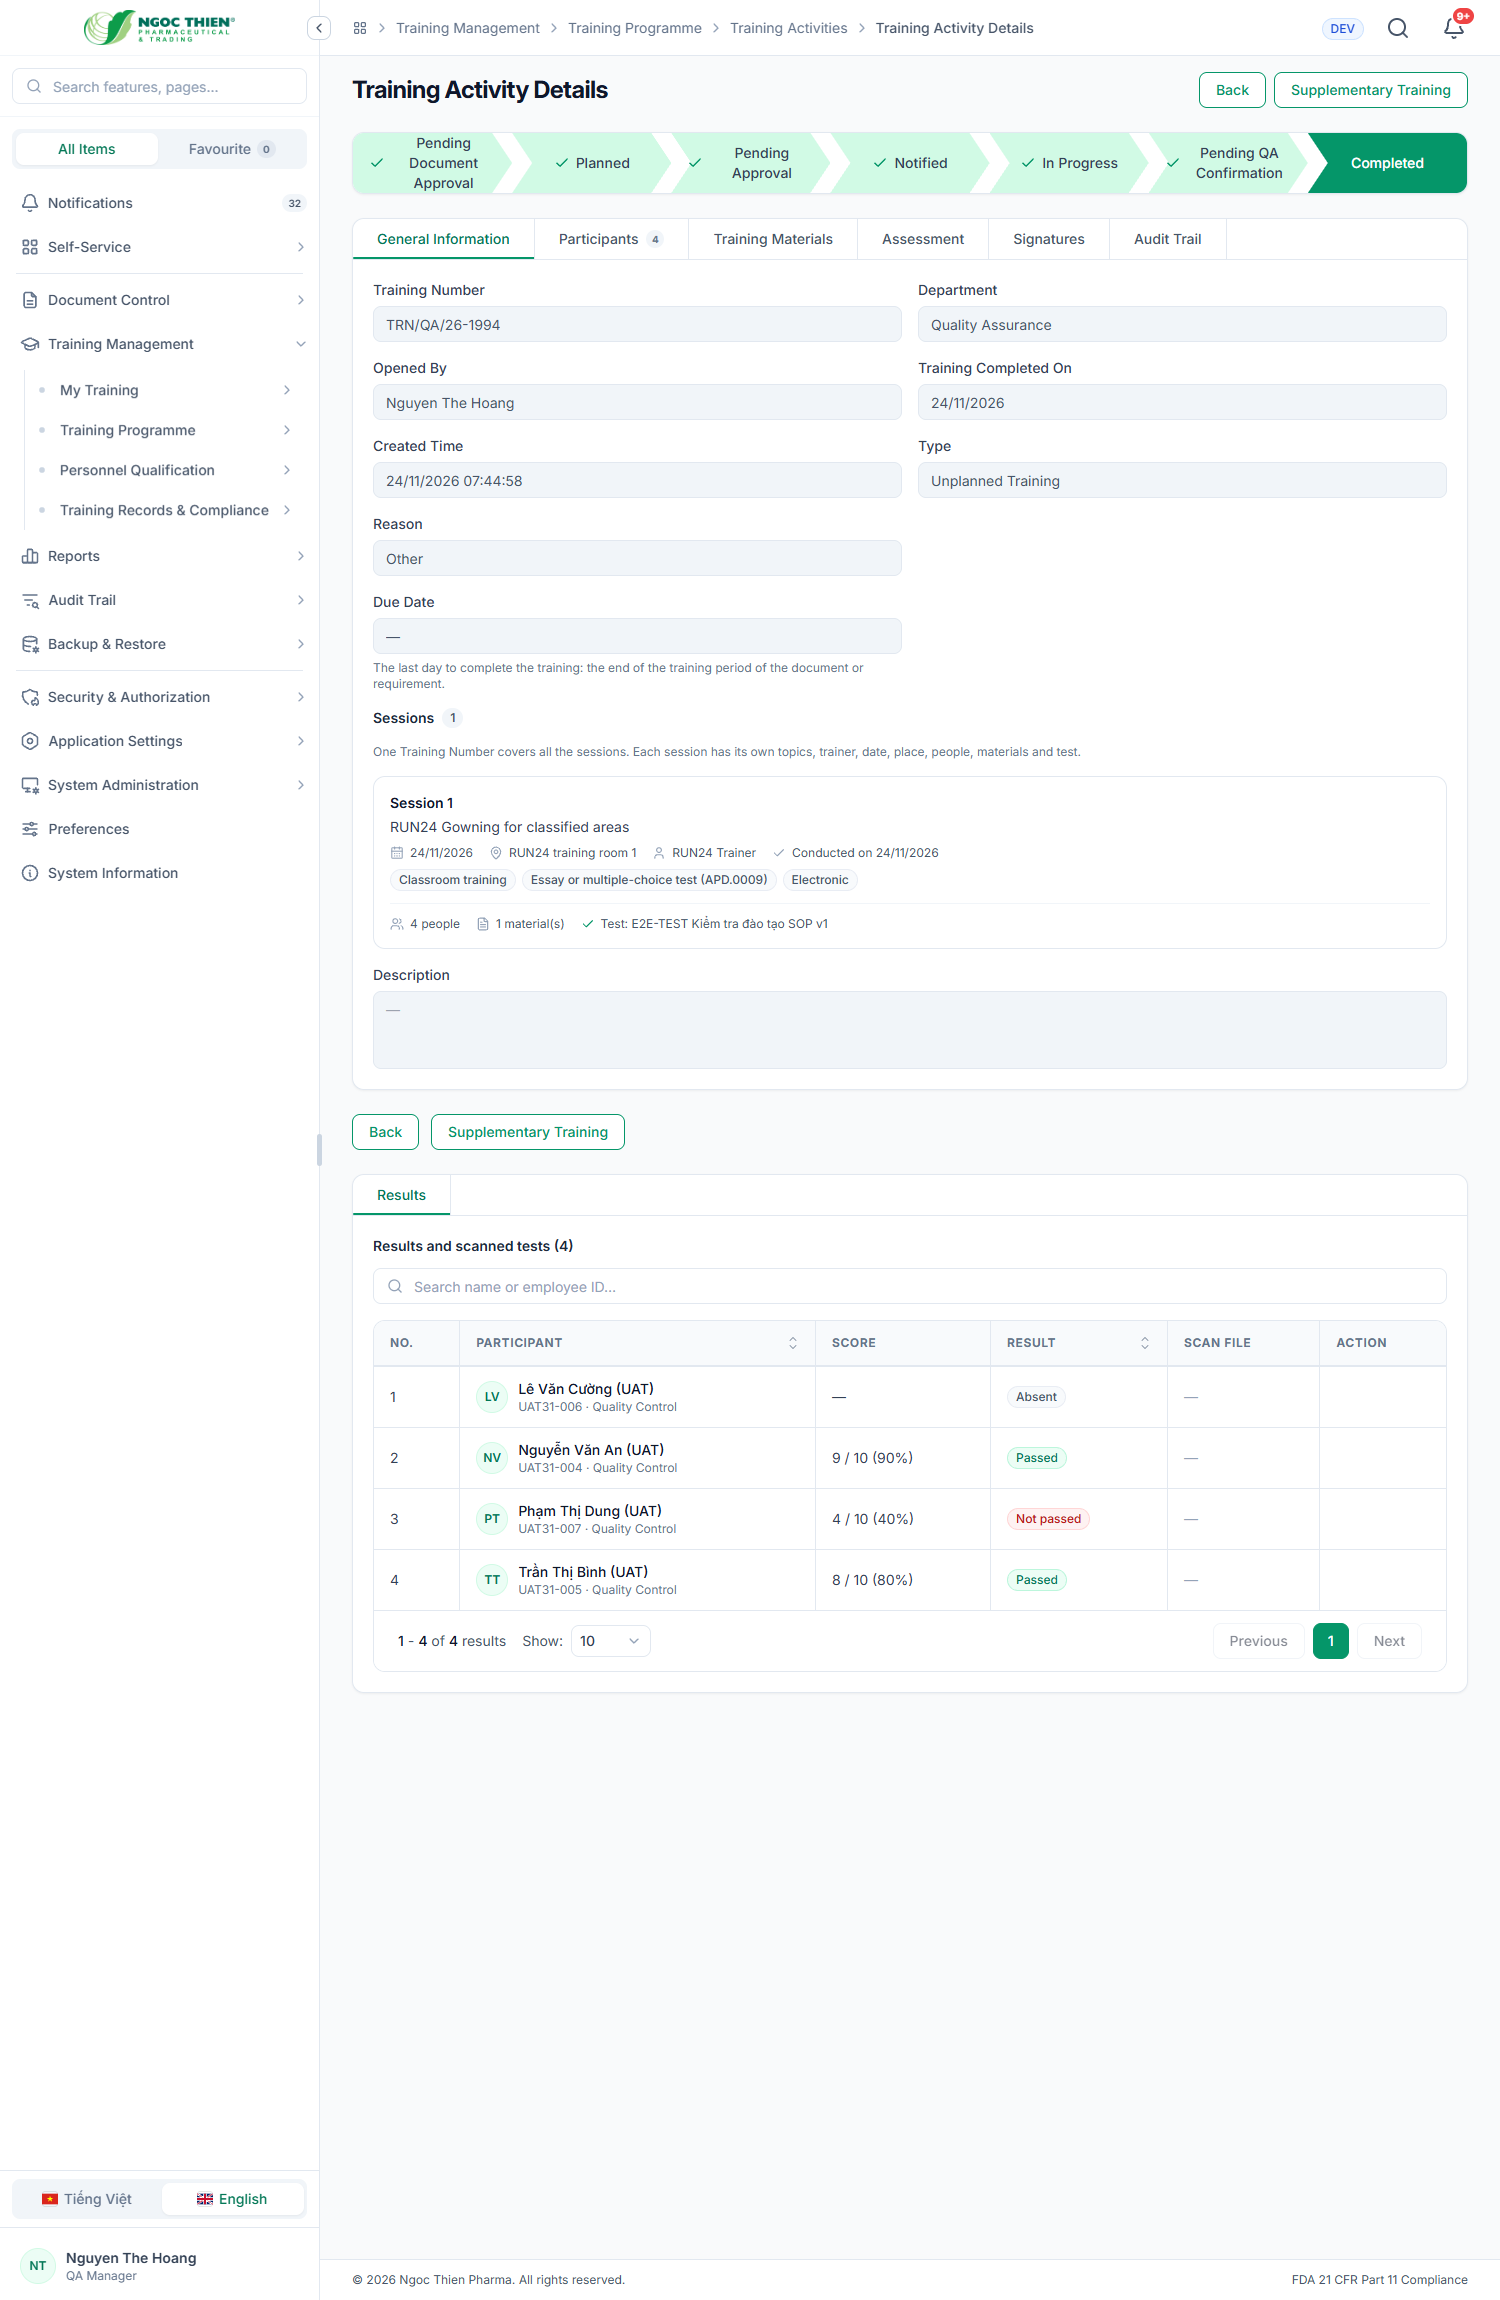 NGOC THIEN®
PHARMACEUTICAL
& TRADING
Training Management
Training Programme
Training Activities
Training Activity Details
DEV
9+
Search features, pages...
All Items
Favourite 0
Notifications 32
Self-Service
Document Control
Training Management
My Training
Training Programme
Personnel Qualification
Training Records & Compliance
Reports
Audit Trail
Backup & Restore
Security & Authorization
Application Settings
System Administration
Preferences
System Information
Tiếng Việt
English
NT
Nguyen The Hoang
QA Manager
Training Activity Details
Back
Supplementary Training
Pending
Document
Approval
Planned
Pending
Approval
Notified
In Progress
Pending QA
Confirmation
Completed
General Information
Participants 4
Training Materials
Assessment
Signatures
Audit Trail
Training Number
TRN/QA/26-1994
Department
Quality Assurance
Opened By
Nguyen The Hoang
Training Completed On
24/11/2026
Created Time
24/11/2026 07:44:58
Type
Unplanned Training
Reason
Other
Due Date
—
The last day to complete the training: the end of the training period of the document or
requirement.
Sessions 1
One Training Number covers all the sessions. Each session has its own topics, trainer, date, place, people, materials and test.
Session 1
RUN24 Gowning for classified areas
24/11/2026 RUN24 training room 1 RUN24 Trainer Conducted on 24/11/2026
Classroom training Essay or multiple-choice test (APD.0009) Electronic
4 people 1 material(s) Test: E2E-TEST Kiểm tra đào tạo SOP v1
Description
—
Back
Supplementary Training
Results
Results and scanned tests (4)
Search name or employee ID...
NO. PARTICIPANT SCORE RESULT SCAN FILE ACTION
1 LV Lê Văn Cường (UAT) — Absent —
UAT31-006 · Quality Control
2 NV Nguyễn Văn An (UAT) 9 / 10 (90%) Passed —
UAT31-004 · Quality Control
3 PT Phạm Thị Dung (UAT) 4 / 10 (40%) Not passed —
UAT31-007 · Quality Control
4 TT Trần Thị Bình (UAT) 8 / 10 (80%) Passed —
UAT31-005 · Quality Control
1 - 4 of 4 results Show: 10 Previous 1 Next
© 2026 Ngoc Thien Pharma. All rights reserved.
FDA 21 CFR Part 11 Compliance